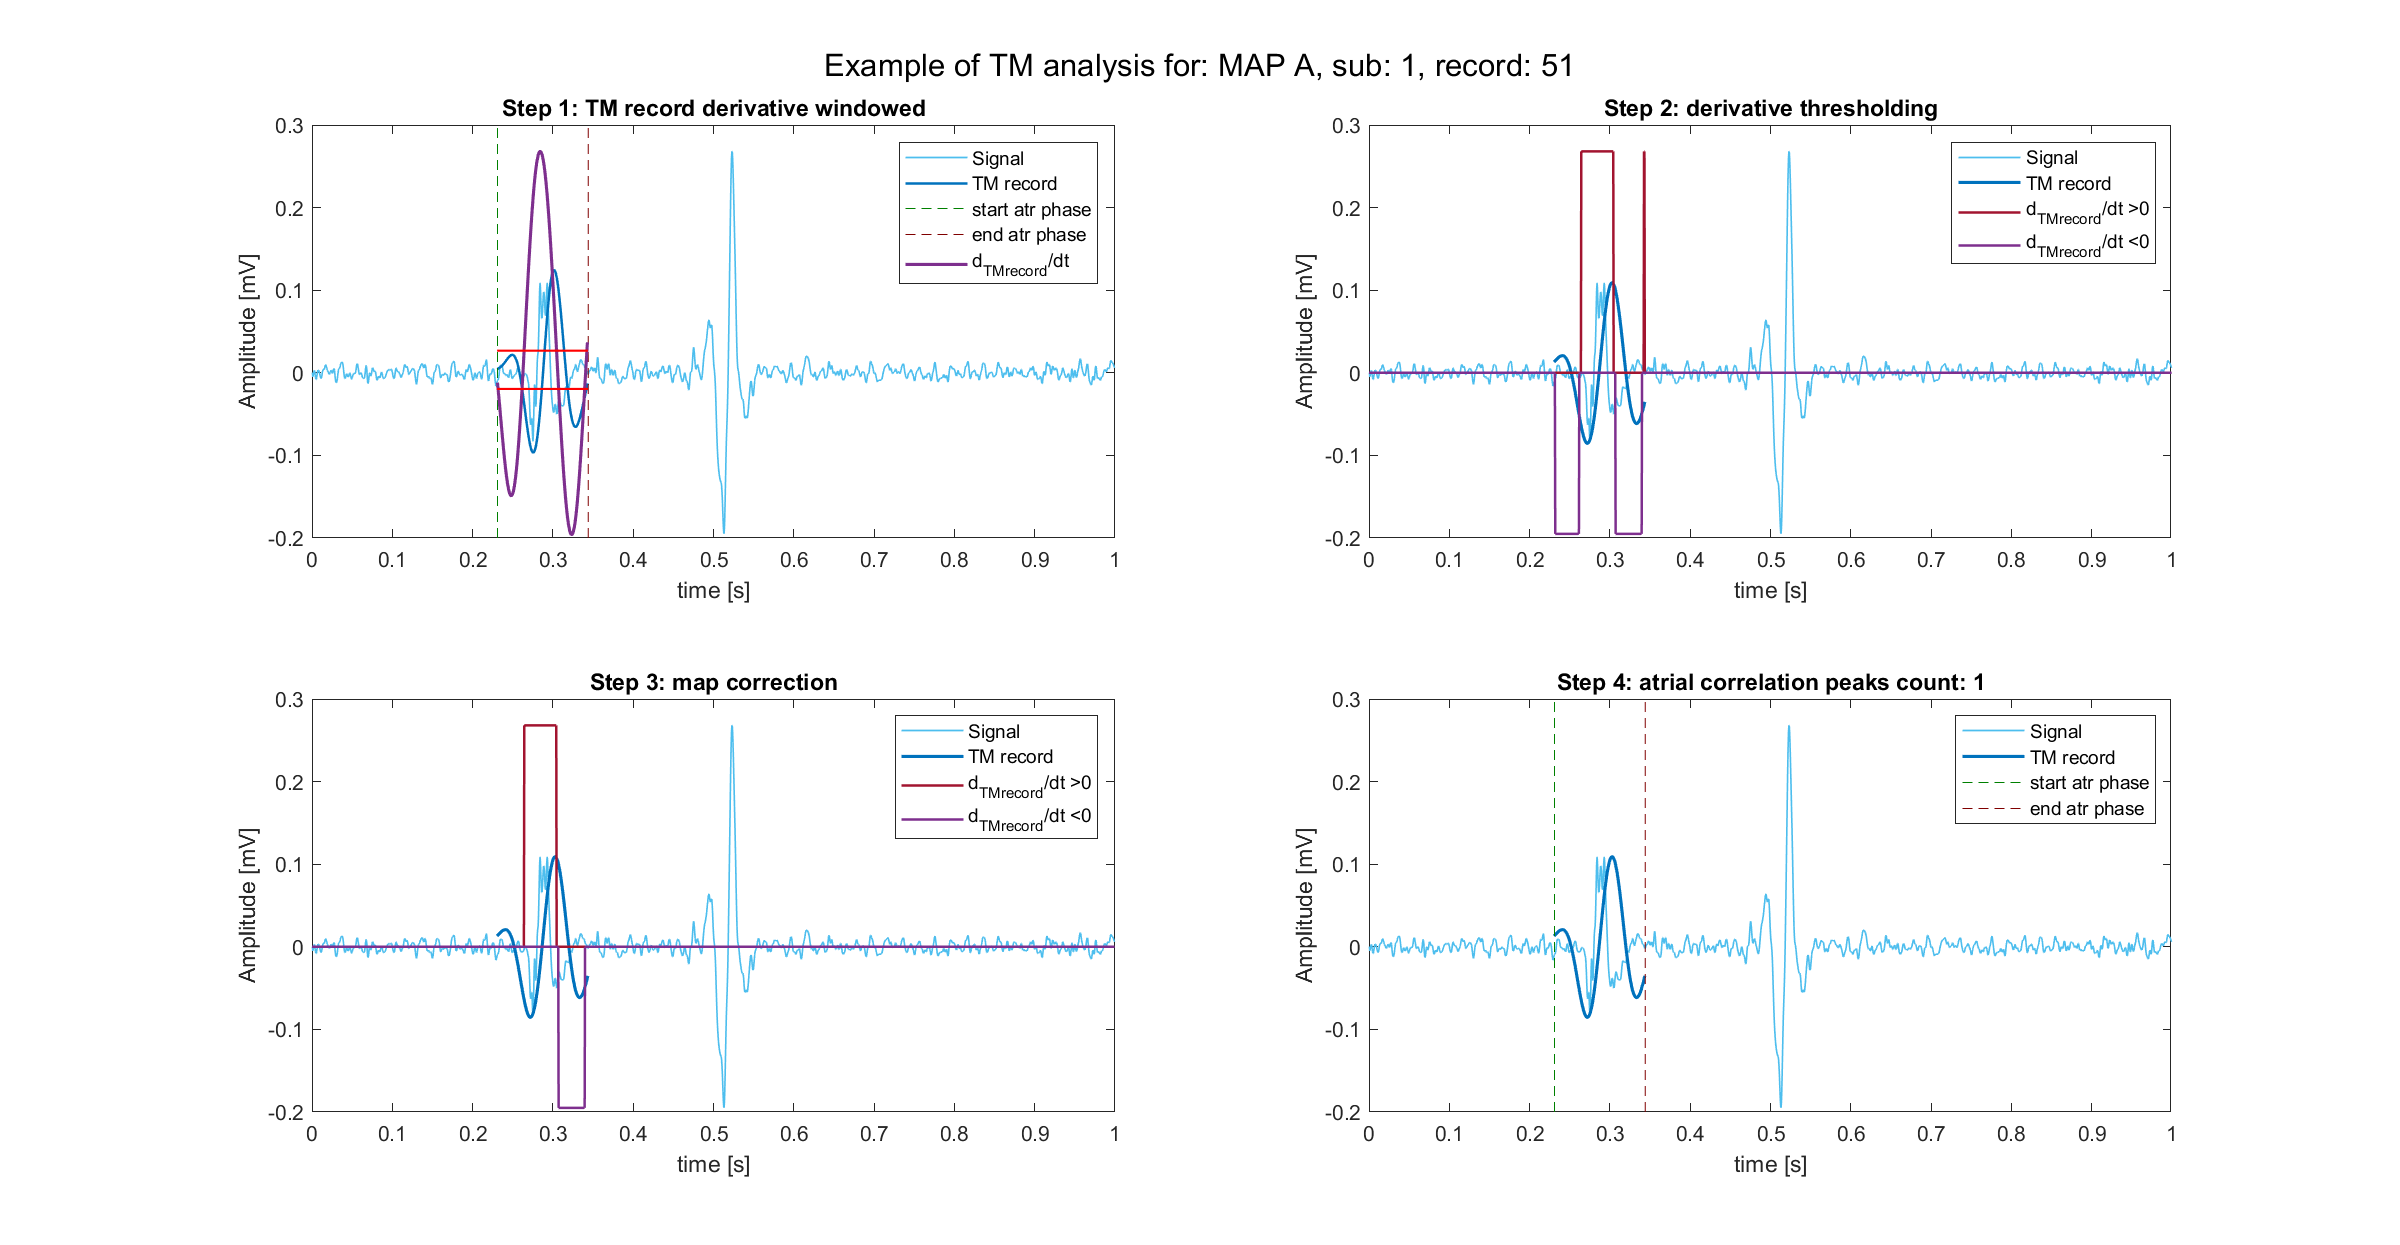 Example of TM analysis for: MAP A, sub: 1, record: 51
Step 1: TM record derivative windowed
0.3
0.2
0.1
0
-0.1
-0.2
Amplitude [mV]
0 0.1 0.2 0.3 0.4 0.5 0.6 0.7 0.8 0.9 1
time [s]
Signal
TM record
start atr phase
end atr phase
dTMrecord/dt
Step 2: derivative thresholding
0.3
0.2
0.1
0
-0.1
-0.2
Amplitude [mV]
0 0.1 0.2 0.3 0.4 0.5 0.6 0.7 0.8 0.9 1
time [s]
Signal
TM record
dTMrecord/dt >0
dTMrecord/dt <0
Step 3: map correction
0.3
0.2
0.1
0
-0.1
-0.2
Amplitude [mV]
0 0.1 0.2 0.3 0.4 0.5 0.6 0.7 0.8 0.9 1
time [s]
Signal
TM record
dTMrecord/dt >0
dTMrecord/dt <0
Step 4: atrial correlation peaks count: 1
0.3
0.2
0.1
0
-0.1
-0.2
Amplitude [mV]
0 0.1 0.2 0.3 0.4 0.5 0.6 0.7 0.8 0.9 1
time [s]
Signal
TM record
start atr phase
end atr phase